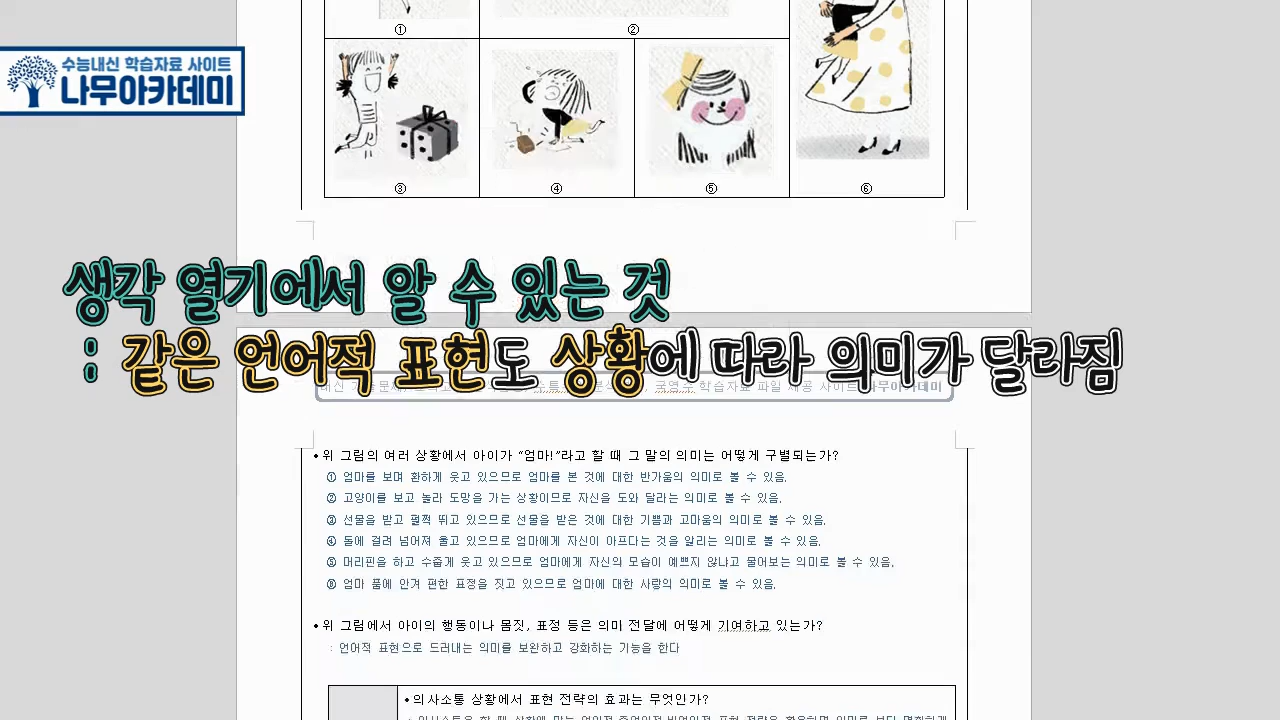 ① ②
수능내신 학습자료 사이트
나무아카데미
③ ④ ⑤ ⑥
생각 열기에서 알 수 있는 것
: 같은 언어적 표현도 상황에 따라 의미가 달라짐
학습자료 파일 제공 사이트 나무아카데미
• 위 그림의 여러 상황에서 아이가 “엄마!”라고 할 때 그 말의 의미는 어떻게 구별되는가?
① 엄마를 보며 환하게 웃고 있으므로 엄마를 본 것에 대한 반가움의 의미로 볼 수 있음.
② 고양이를 보고 놀라 도망을 가는 상황이므로 자신을 도와 달라는 의미로 볼 수 있음.
③ 선물을 받고 펄쩍 뛰고 있으므로 선물을 받은 것에 대한 기쁨과 고마움의 의미로 볼 수 있음.
④ 돌에 걸려 넘어져 울고 있으므로 엄마에게 자신이 아프다는 것을 알리는 의미로 볼 수 있음.
⑤ 머리핀을 하고 수줍게 웃고 있으므로 엄마에게 자신의 모습이 예쁘지 않냐고 물어보는 의미로 볼 수 있음.
⑥ 엄마 품에 안겨 편한 표정을 짓고 있으므로 엄마에 대한 사랑의 의미로 볼 수 있음.
• 위 그림에서 아이의 행동이나 몸짓, 표정 등은 의미 전달에 어떻게 기여하고 있는가?
: 언어적 표현으로 드러내는 의미를 보완하고 강화하는 기능을 한다
• 의사소통 상황에서 표현 전략의 효과는 무엇인가?